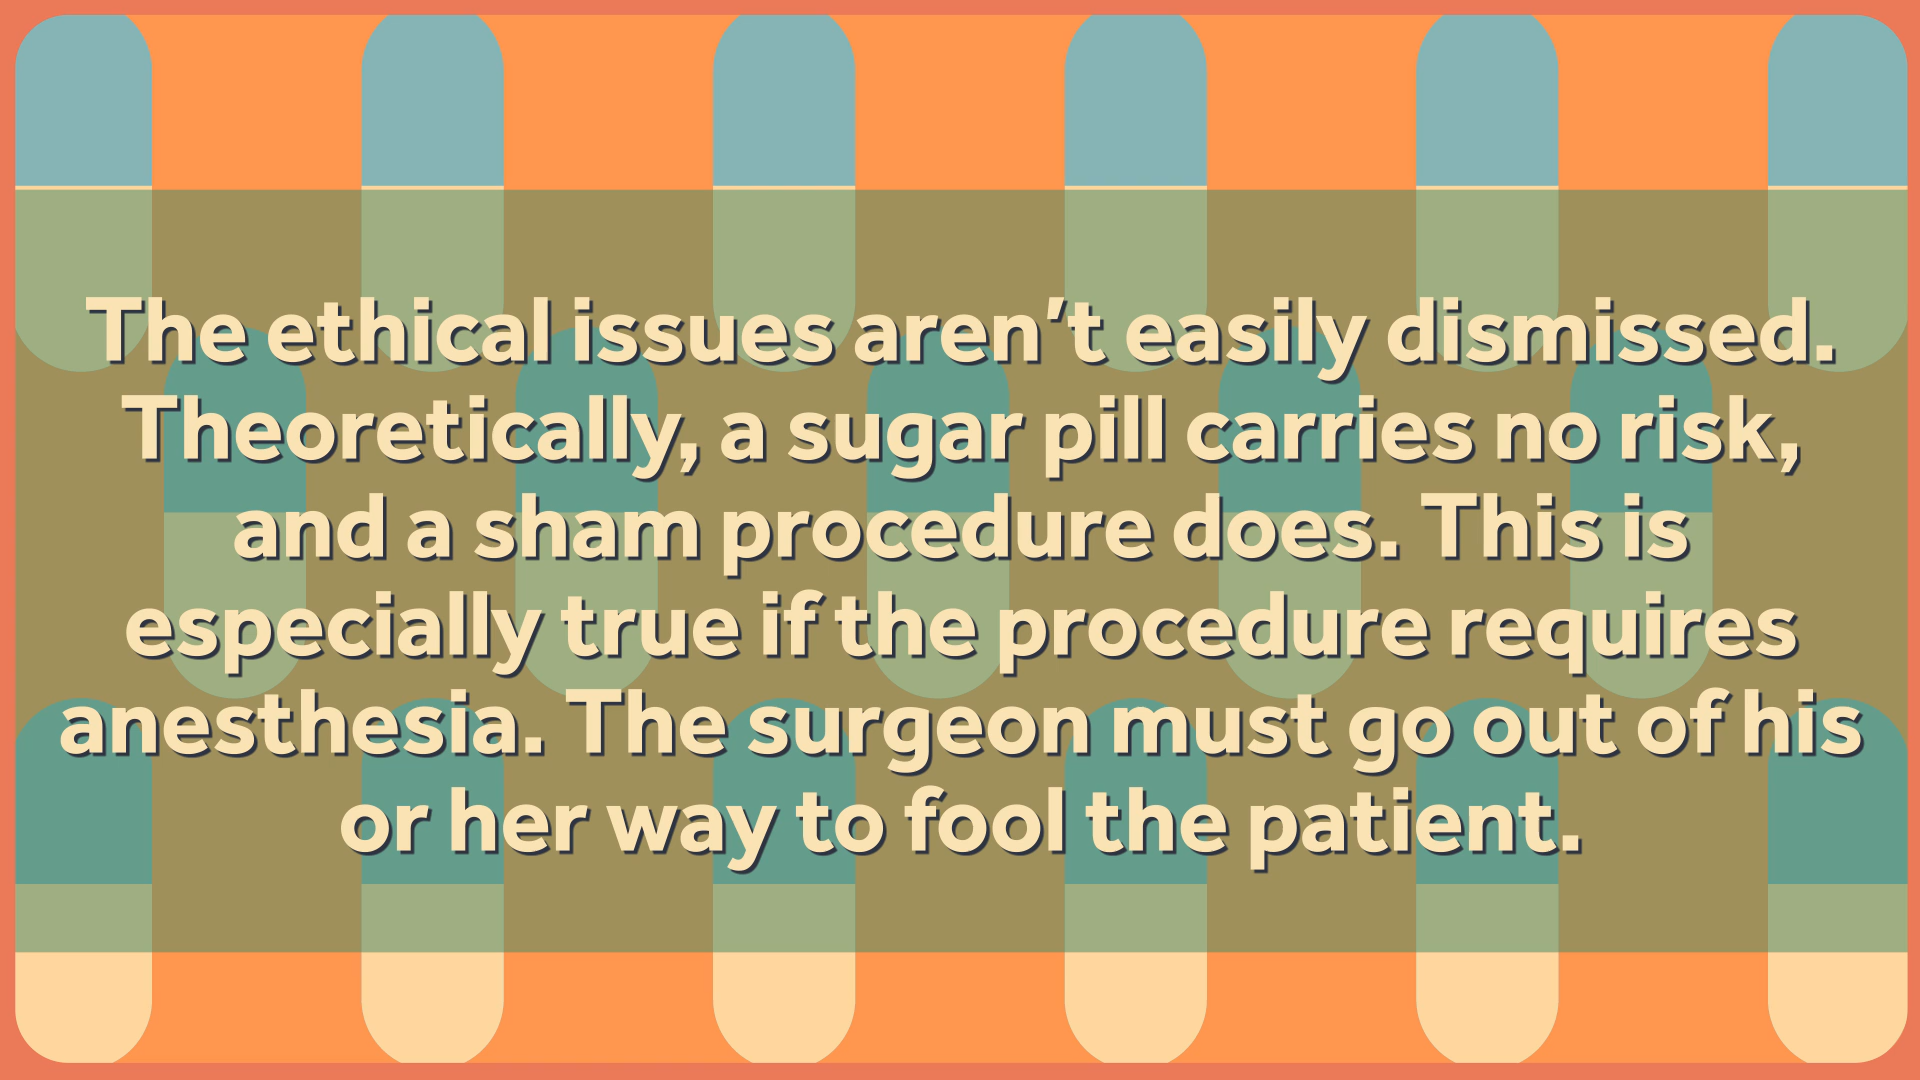 The ethical issues aren't easily dismissed.
Theoretically, a sugar pill carries no risk,
and a sham procedure does. This is
especially true if the procedure requires
anesthesia. The surgeon must go out of his
or her way to fool the patient.